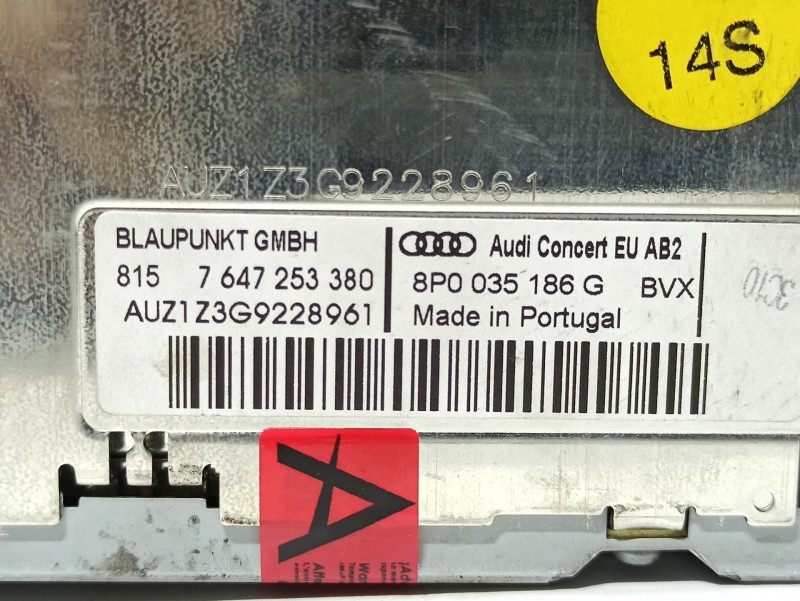 14S
AUZ1Z3G9228961
BLAUPUNKT GMBH
815 7 647 253 380
AUZ1Z3G9228961
Audi Concert EU AB2
8P0 035 186 G BVX
Made in Portugal
3C10
A